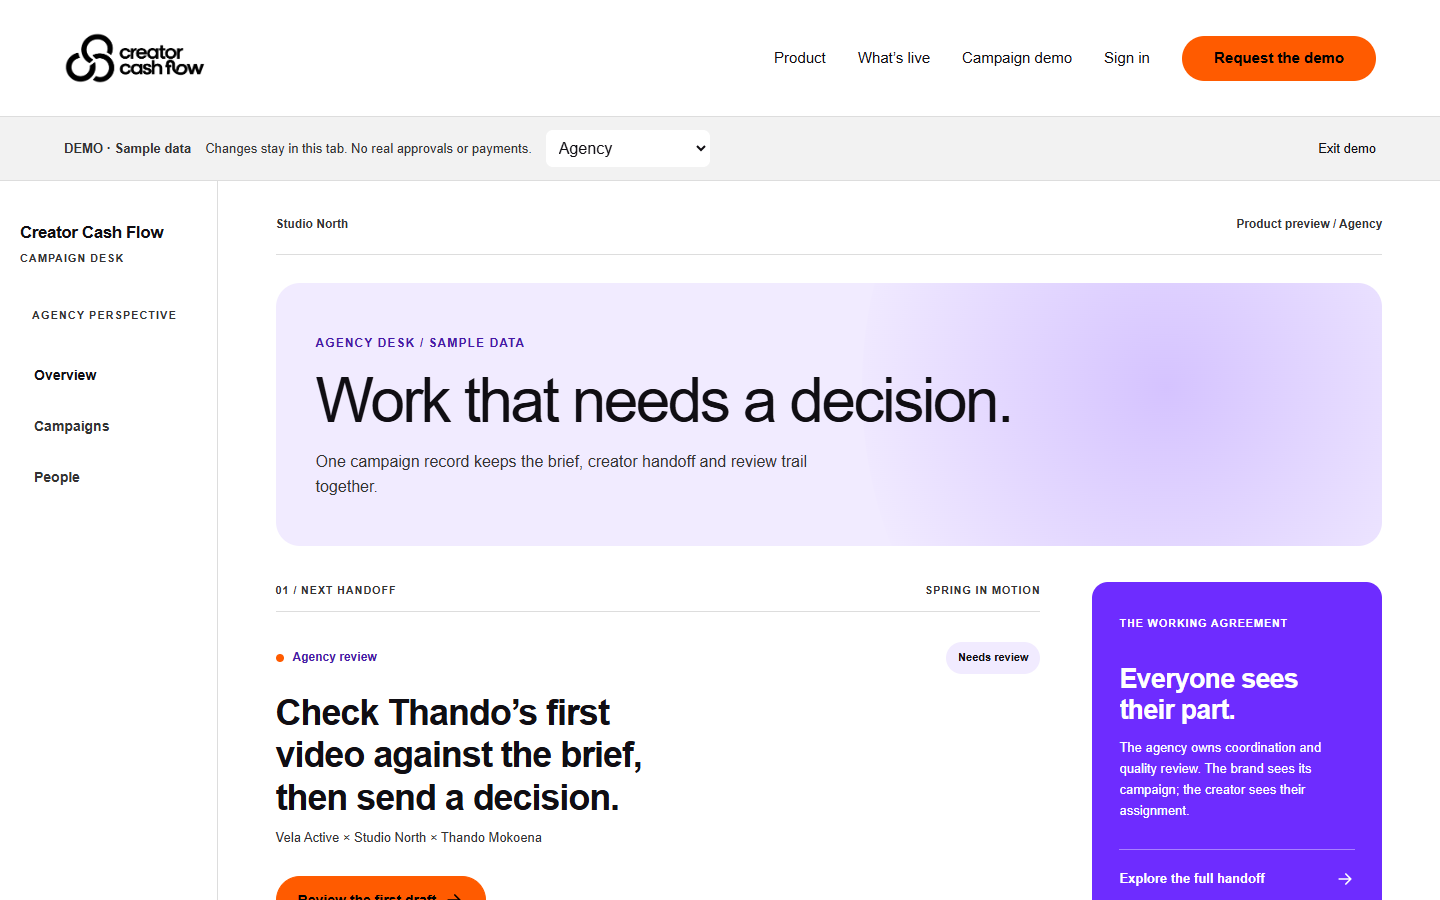 creator
cash flow
Product
What's live
Campaign demo
Sign in
Request the demo
DEMO · Sample data
Changes stay in this tab. No real approvals or payments.
Agency
Exit demo
Creator Cash Flow
CAMPAIGN DESK
AGENCY PERSPECTIVE
Overview
Campaigns
People
Studio North
Product preview / Agency
AGENCY DESK / SAMPLE DATA
Work that needs a decision.
One campaign record keeps the brief, creator handoff and review trail
together.
01 / NEXT HANDOFF
SPRING IN MOTION
Agency review
Needs review
Check Thando’s first
video against the brief,
then send a decision.
Vela Active × Studio North × Thando Mokoena
Review the first draft →
THE WORKING AGREEMENT
Everyone sees
their part.
The agency owns coordination and
quality review. The brand sees its
campaign; the creator sees their
assignment.
Explore the full handoff →